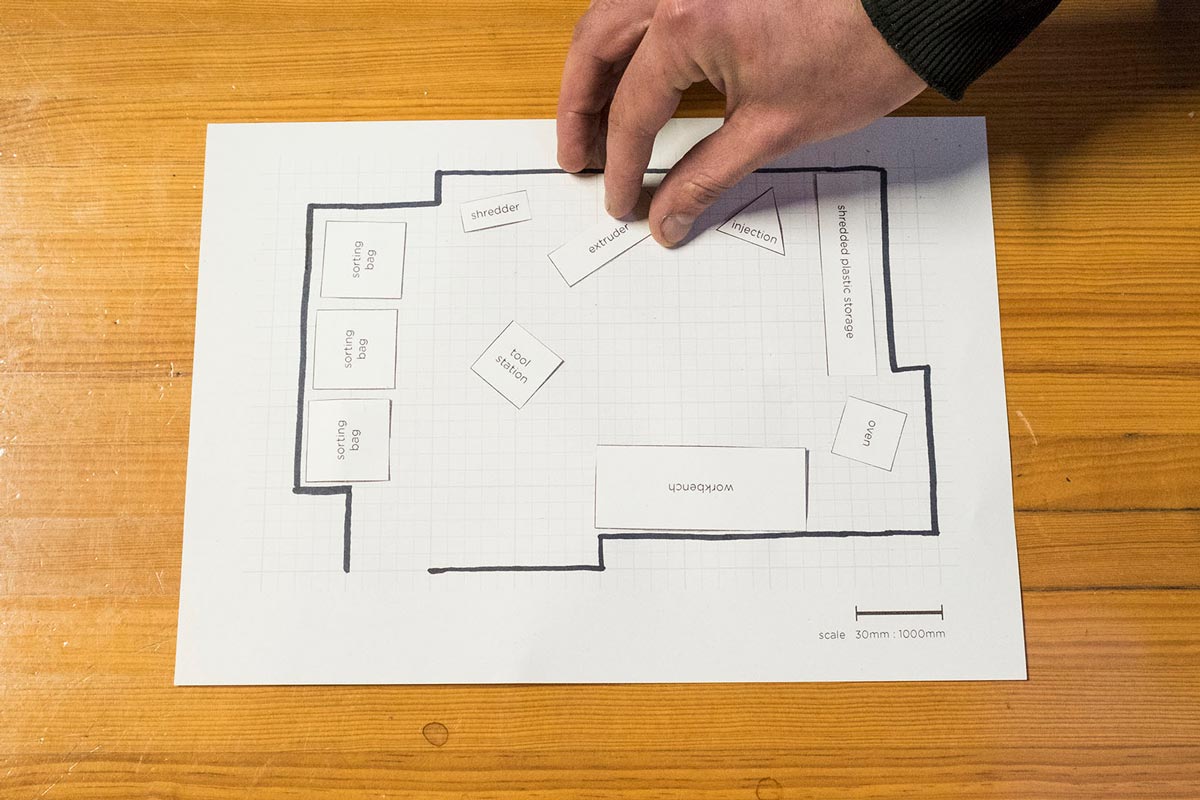 shredder
extruder
injection
shredded plastic storage
sorting
bag
sorting
bag
tool
station
sorting
bag
oven
workbench
scale 30mm : 1000mm